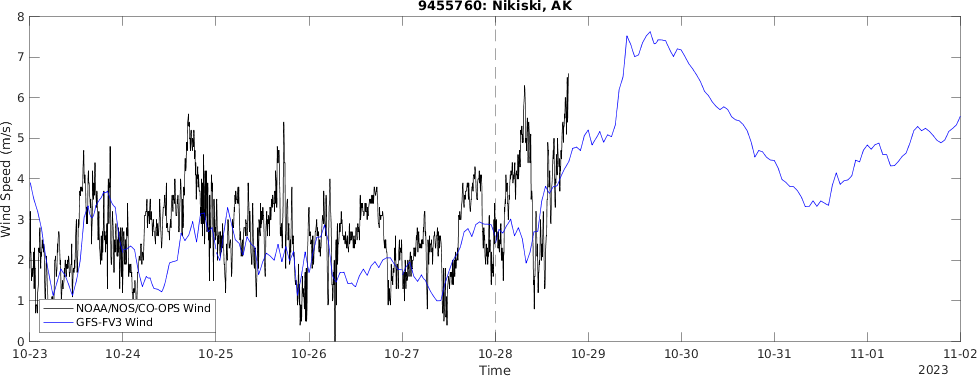 9455760: Nikiski, AK
Wind Speed (m/s)
8
7
6
5
4
3
2
1
0
NOAA/NOS/CO-OPS Wind
GFS-FV3 Wind
10-23 10-24 10-25 10-26 10-27 10-28 10-29 10-30 10-31 11-01 11-02
Time
2023